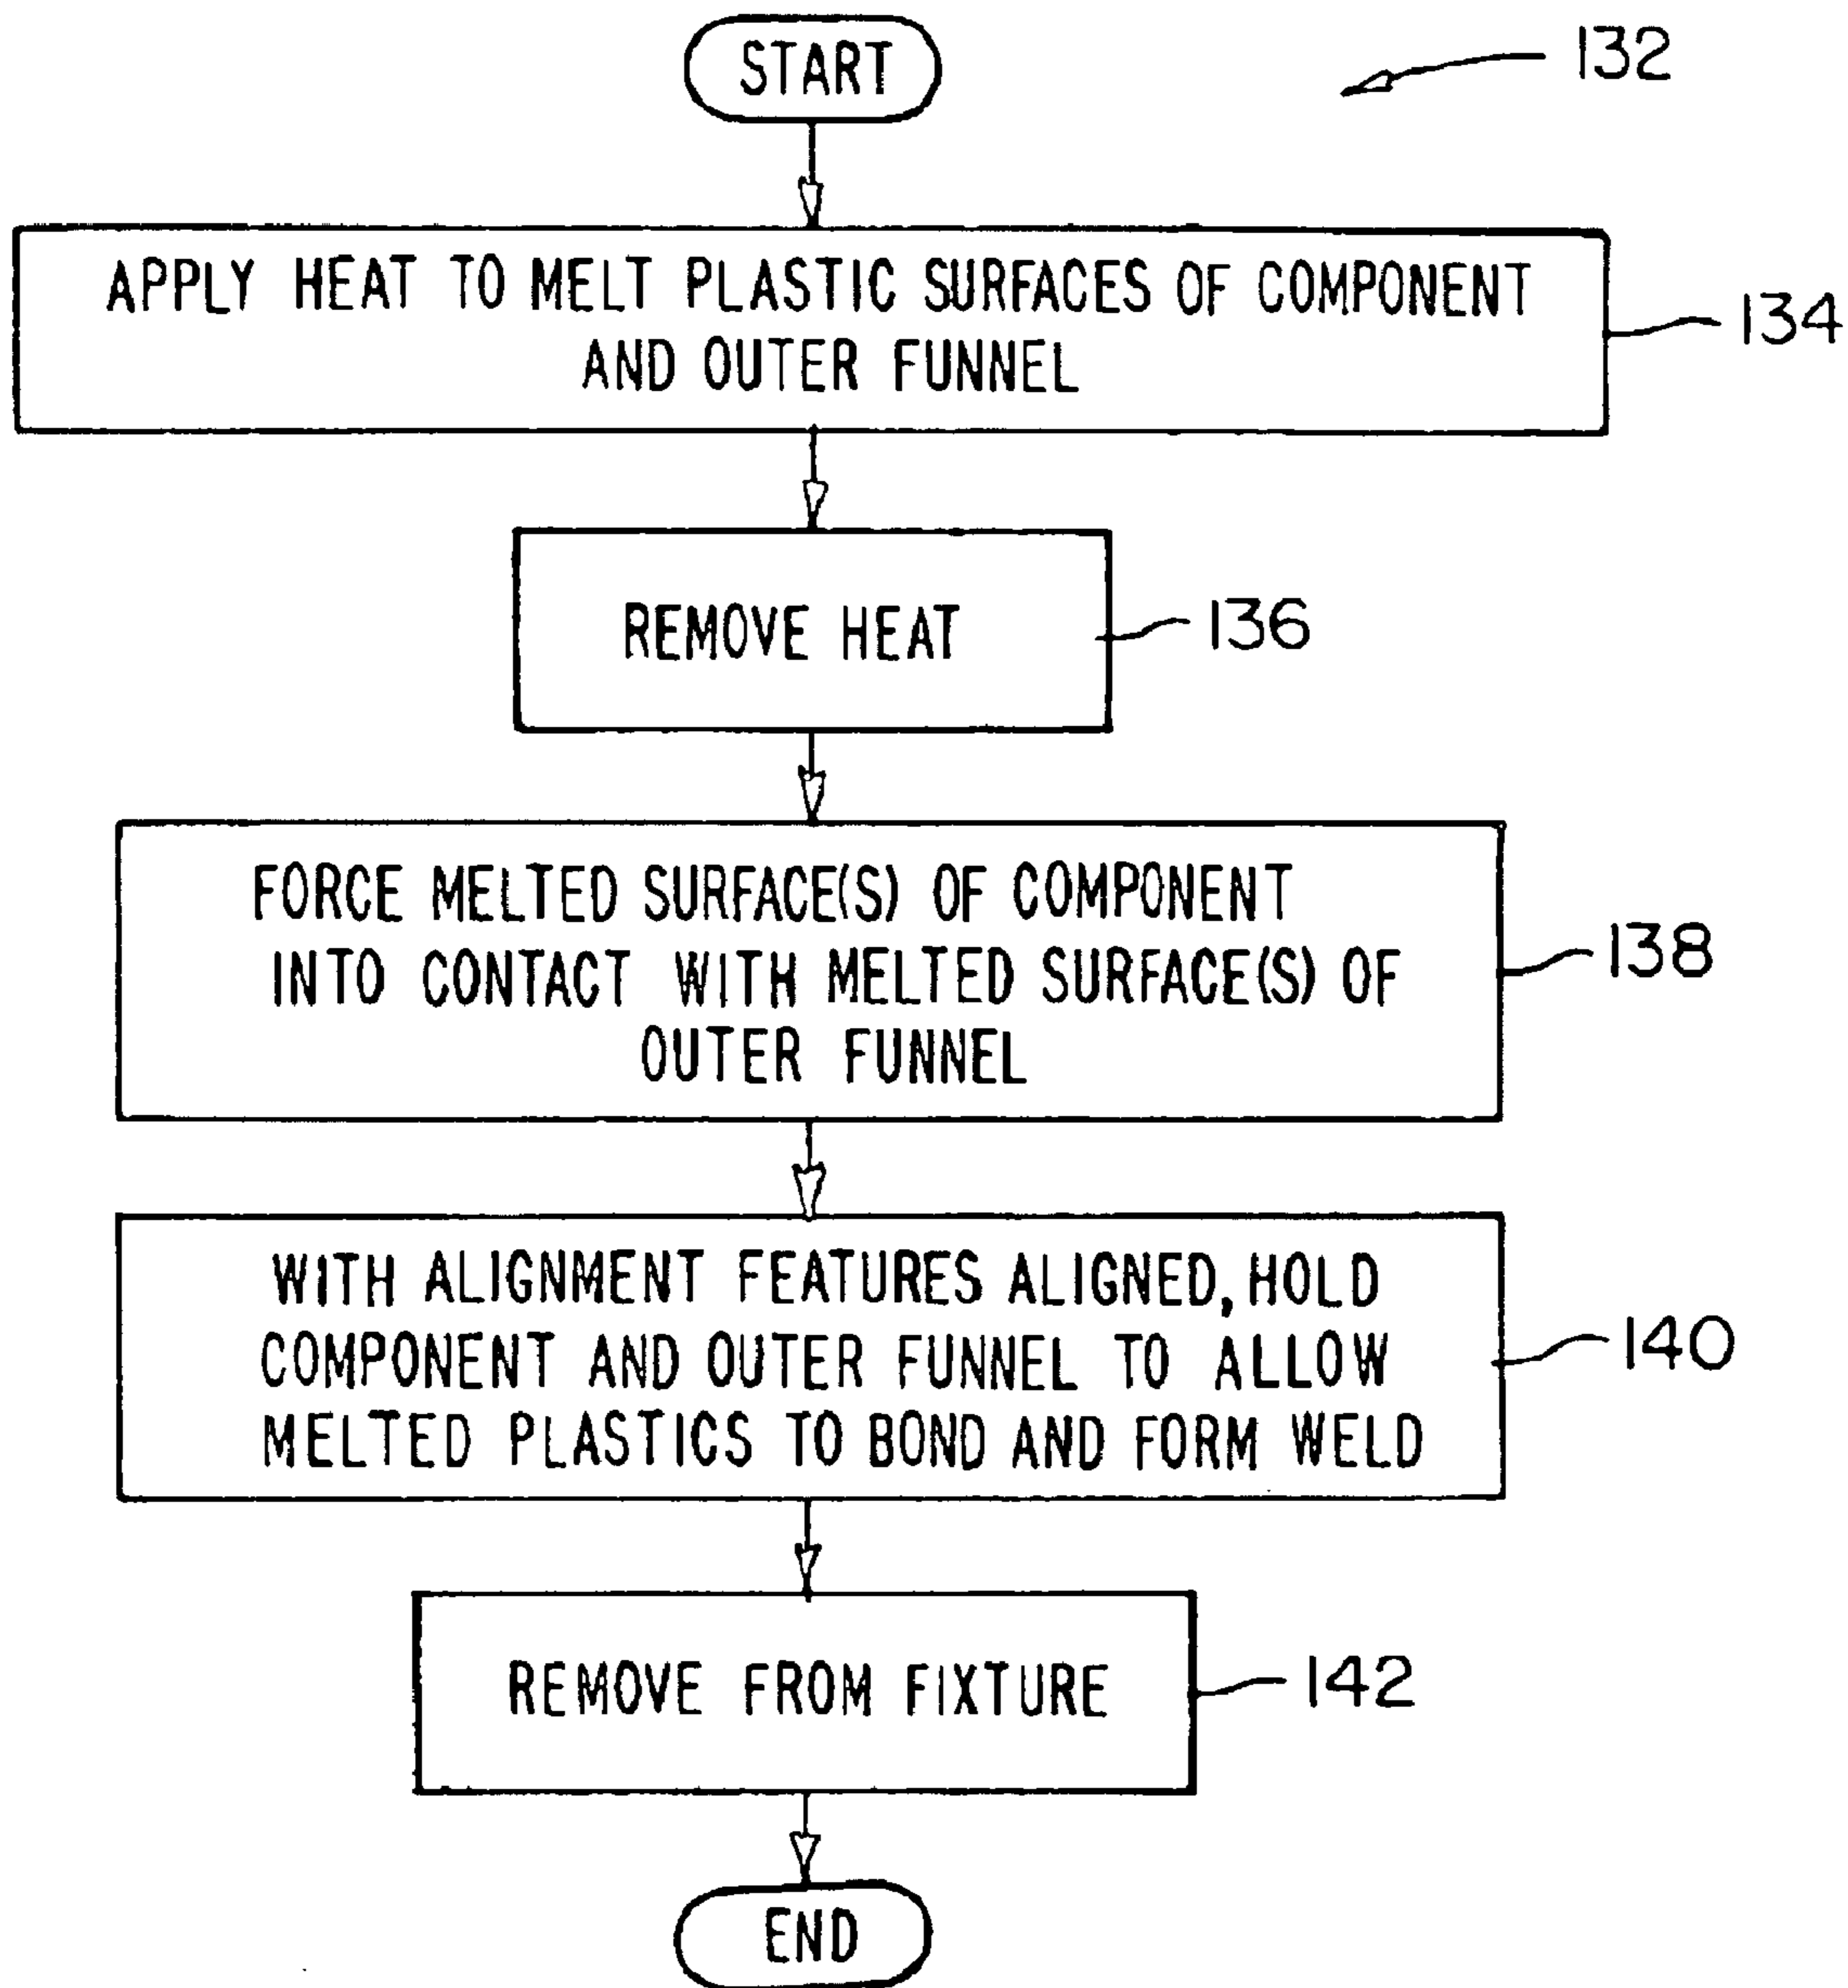 START
132
APPLY HEAT TO MELT PLASTIC SURFACES OF COMPONENT
AND OUTER FUNNEL
134
REMOVE HEAT
136
FORCE MELTED SURFACE(S) OF COMPONENT
INTO CONTACT WITH MELTED SURFACE(S) OF
OUTER FUNNEL
138
WITH ALIGNMENT FEATURES ALIGNED, HOLD
COMPONENT AND OUTER FUNNEL TO ALLOW
MELTED PLASTICS TO BOND AND FORM WELD
140
REMOVE FROM FIXTURE
142
END